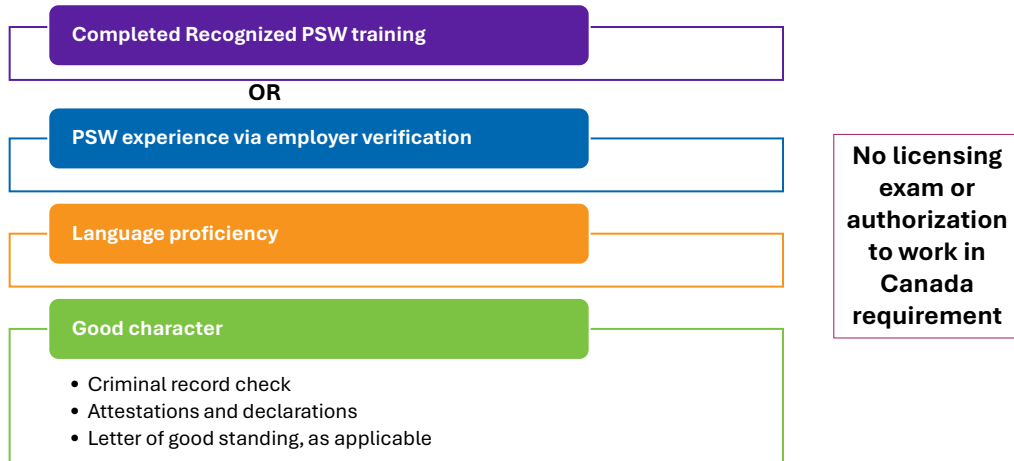 Completed Recognized PSW training
OR
PSW experience via employer verification
Language proficiency
Good character
• Criminal record check
• Attestations and declarations
• Letter of good standing, as applicable
No licensing
exam or
authorization
to work in
Canada
requirement